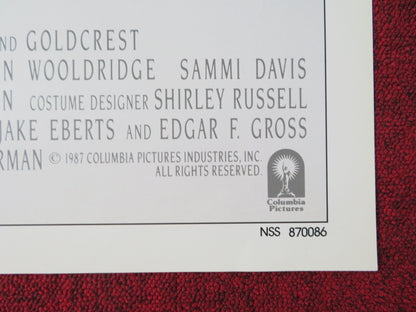 ND GOLDCREST
N WOOLDRIDGE SAMMI DAVIS
N COSTUME DESIGNER SHIRLEY RUSSELL
JAKE EBERTS AND EDGAR F. GROSS
RMAN © 1987 COLUMBIA PICTURES INDUSTRIES, INC.
ALL RIGHTS RESERVED.
Columbia
Pictures
NSS 870086